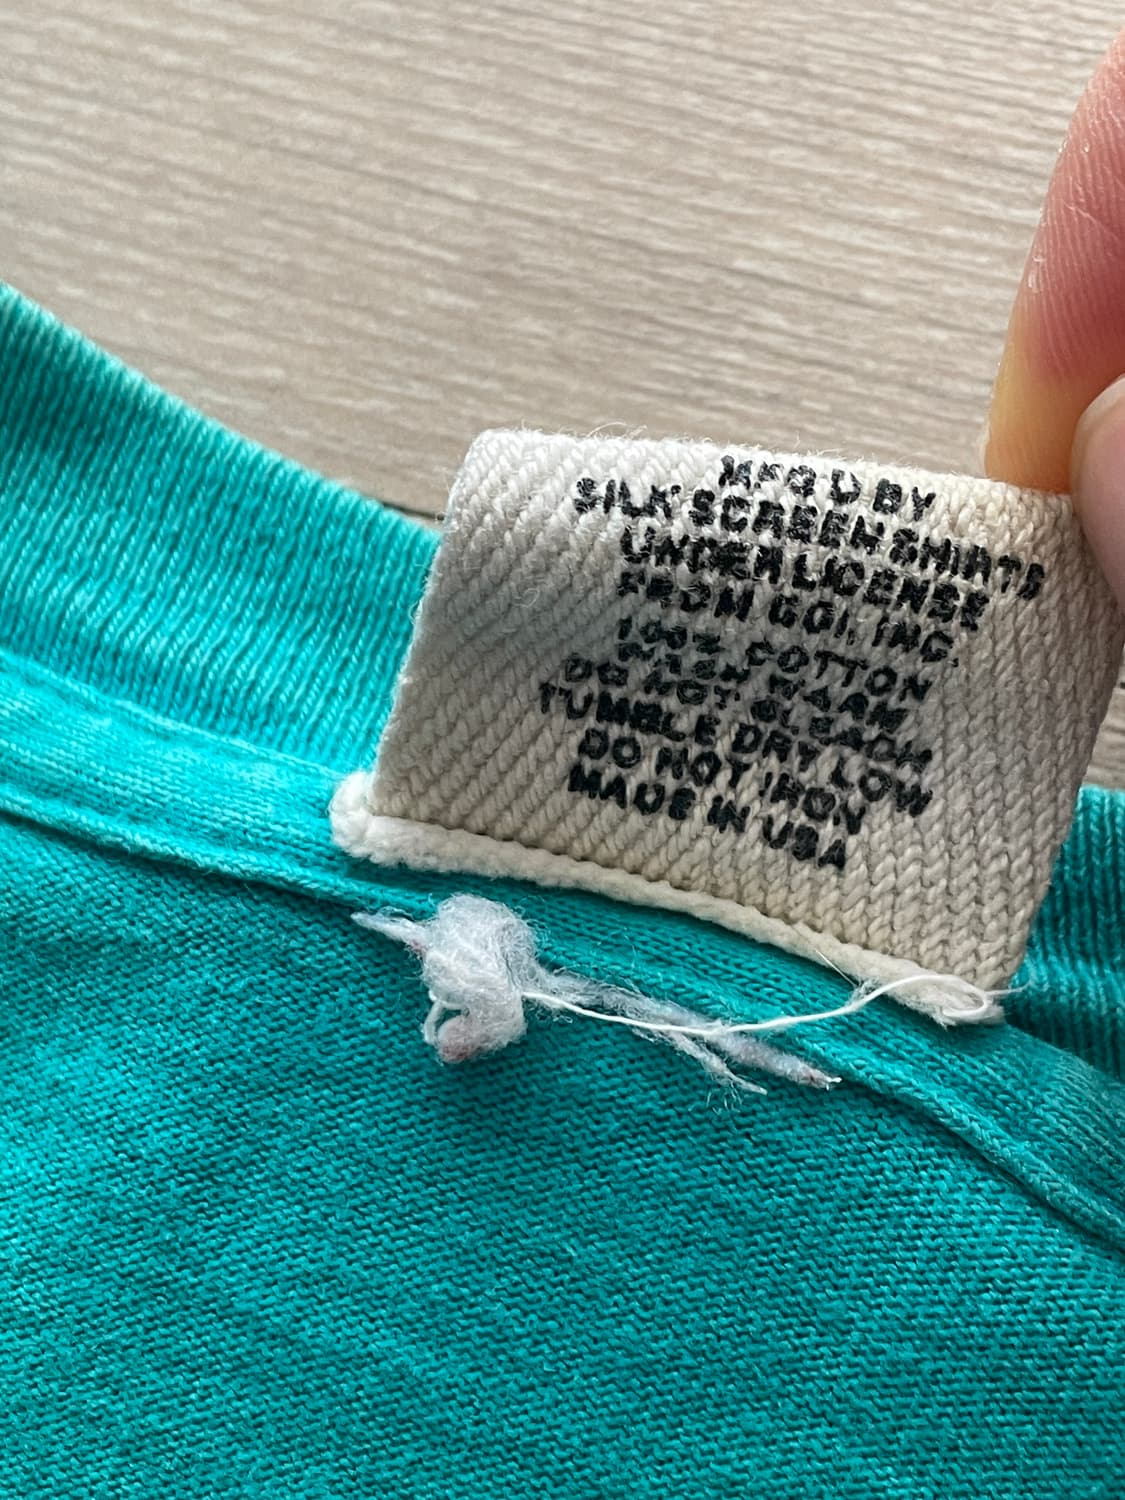 MFG'D BY
SILK SCREEN SHIRTS
UNDER LICENSE
FROM GOI, INC.
100% COTTON
WASH WARM
DO NOT BLEACH
TUMBLE DRY LOW
DO NOT IRON
MADE IN USA